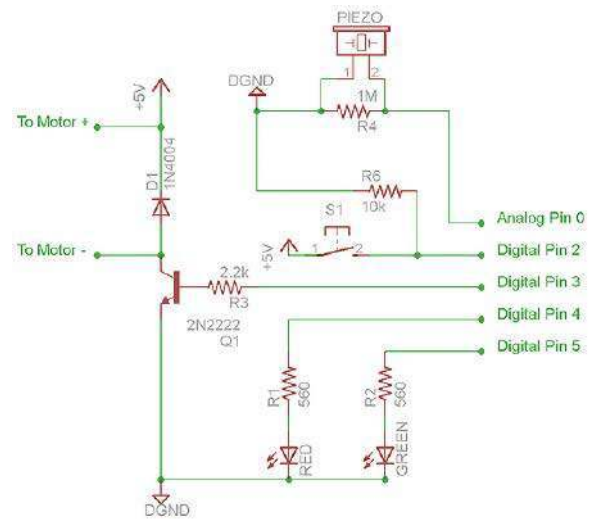 PIEZO
1 2
DGND
1M
R4
+5V
To Motor +
D1
1N4004
R6
10k
S1
Analog Pin 0
To Motor -
+5V
1 2
Digital Pin 2
2.2k
R3
Digital Pin 3
2N2222
Q1
Digital Pin 4
Digital Pin 5
R1
560
R2
560
RED
GREEN
DGND